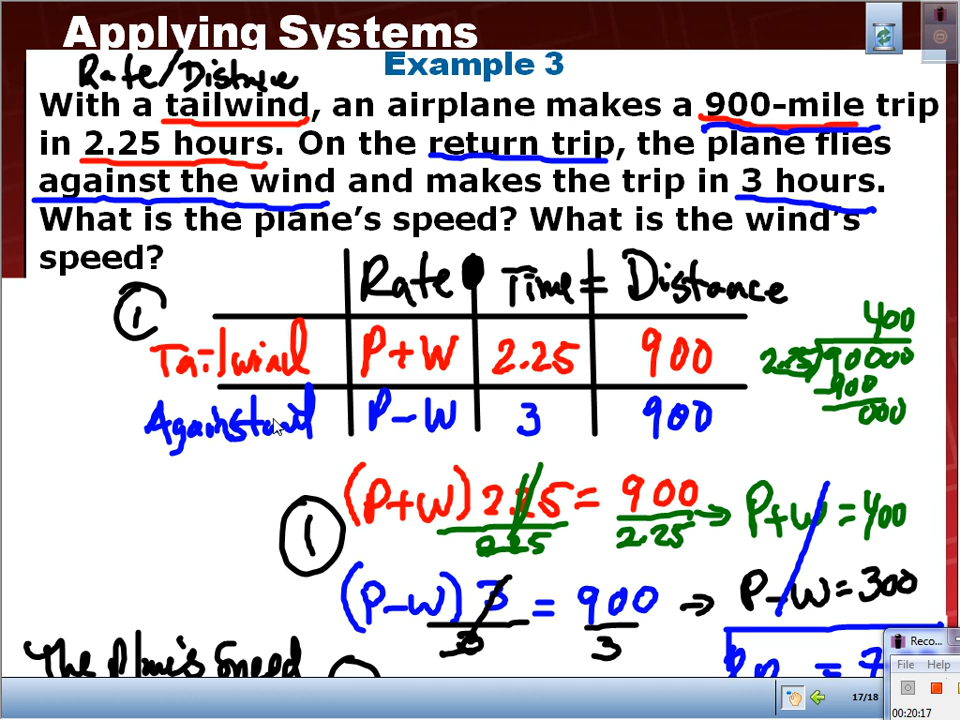 Applying Systems
Example 3
Rate/Distance
With a tailwind, an airplane makes a 900-mile trip
in 2.25 hours. On the return trip, the plane flies
against the wind and makes the trip in 3 hours.
What is the plane's speed? What is the wind's
speed?
Rate • Time = Distance
1
Tailwind P+W 2.25 900
Against P-W 3 900
400
2.25)90000
-900
000
1 (P+W) 2.25 = 900 → P+W = 400
2.25 2.25
(P-W) 3 = 900 → P-W = 300
3 3
The Plane's Speed
2P = 7
Reco...
File Help
00:20:17
17/18